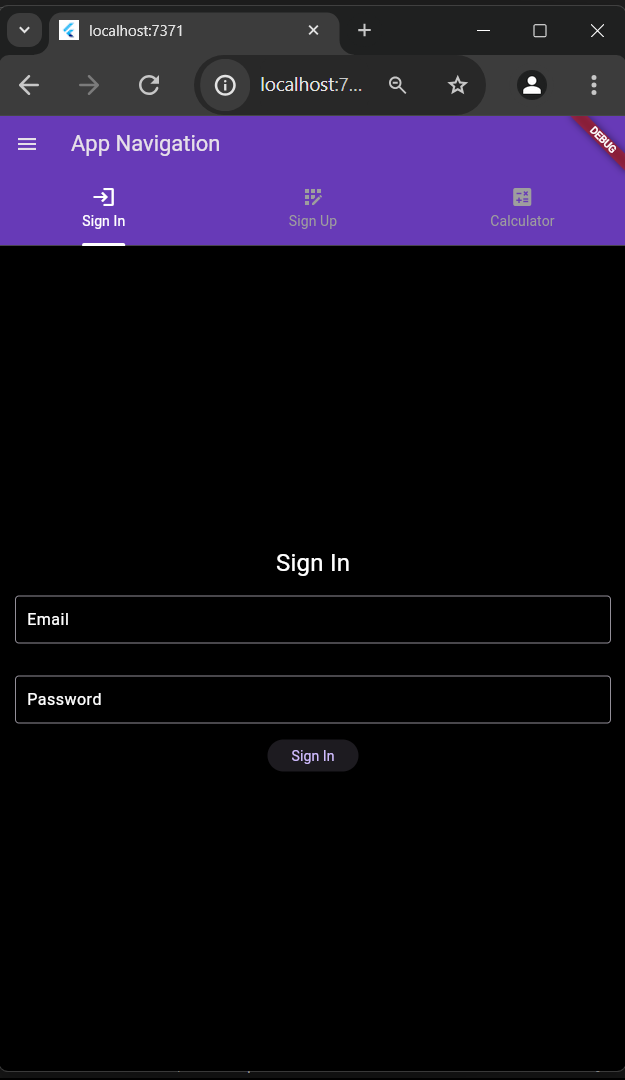 localhost:7371
localhost:7...
App Navigation
DEBUG
Sign In
Sign Up
Calculator
Sign In
Email
Password
Sign In